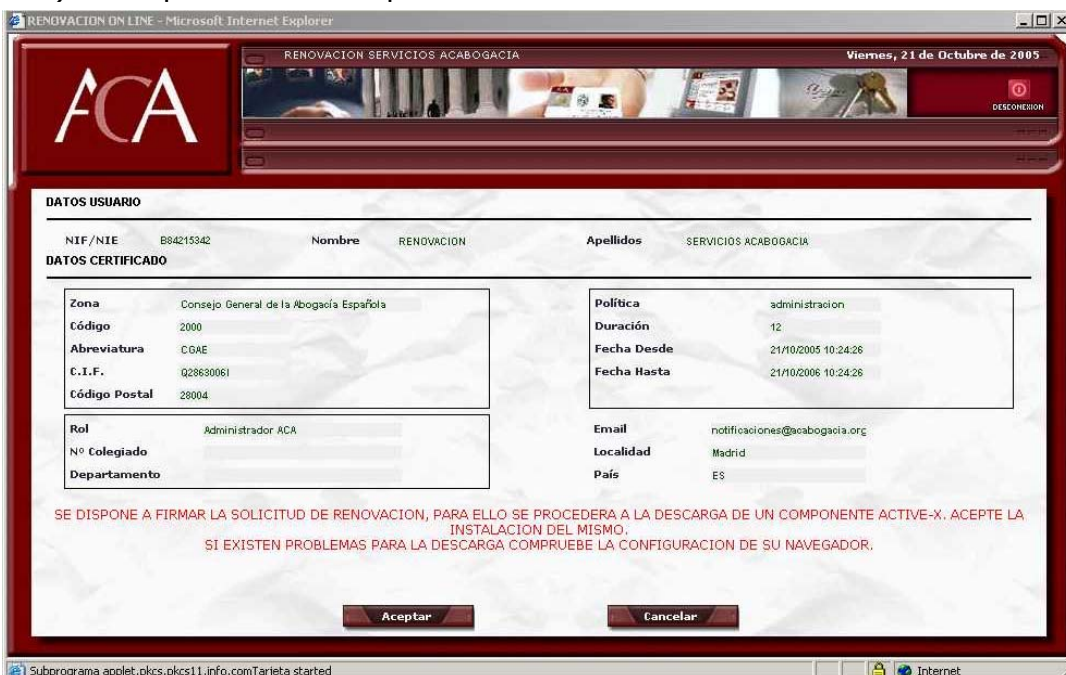 RENOVACION ON LINE - Microsoft Internet Explorer
RENOVACION SERVICIOS ACABOGACIA
Viernes, 21 de Octubre de 2005
ACA
DESCONEXION
DATOS USUARIO
NIF/NIE B84215342 Nombre RENOVACION Apellidos SERVICIOS ACABOGACIA
DATOS CERTIFICADO
Zona Consejo General de la Abogacía Española
Código 2000
Abreviatura CGAE
C.I.F. Q2863006I
Código Postal 28004
Política administracion
Duración 12
Fecha Desde 21/10/2005 10:24:26
Fecha Hasta 21/10/2006 10:24:26
Rol Administrador ACA
Nº Colegiado
Departamento
Email notificaciones@acabogacia.org
Localidad Madrid
País ES
SE DISPONE A FIRMAR LA SOLICITUD DE RENOVACION, PARA ELLO SE PROCEDERA A LA DESCARGA DE UN COMPONENTE ACTIVE-X. ACEPTE LA
INSTALACION DEL MISMO.
SI EXISTEN PROBLEMAS PARA LA DESCARGA COMPRUEBE LA CONFIGURACION DE SU NAVEGADOR.
Aceptar Cancelar
Subprograma applet.pkcs.pkcs11.info.comTarjeta started
Internet